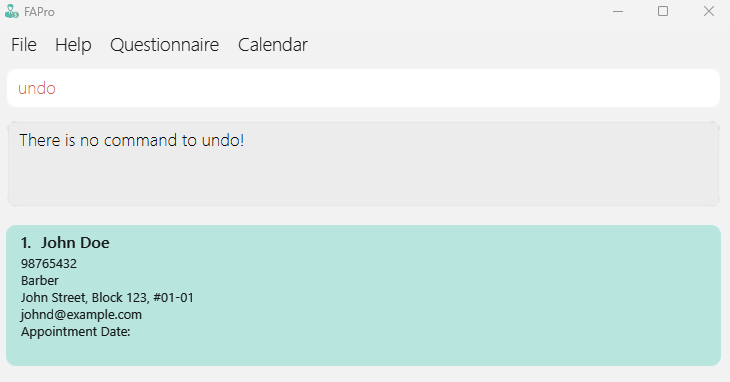 FAPro
File Help Questionnaire Calendar
undo
There is no command to undo!
1. John Doe
98765432
Barber
John Street, Block 123, #01-01
johnd@example.com
Appointment Date: